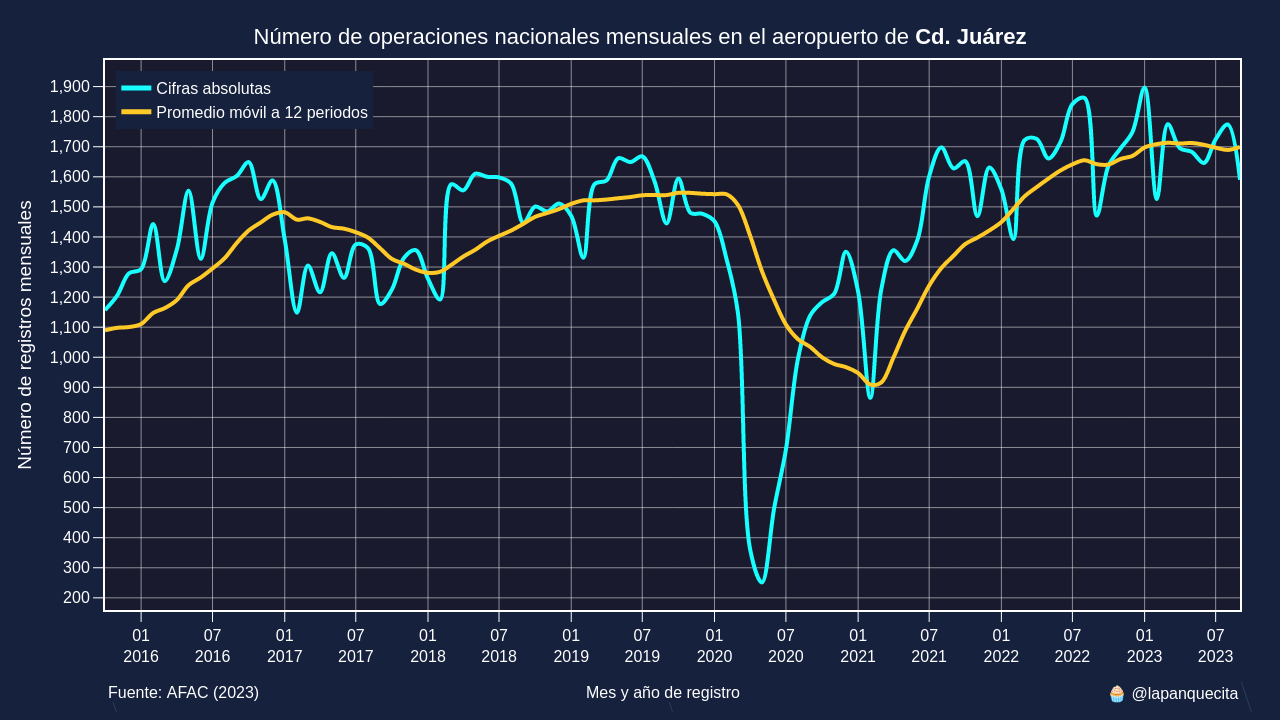 Número de operaciones nacionales mensuales en el aeropuerto de Cd. Juárez
Cifras absolutas
Promedio móvil a 12 periodos
Número de registros mensuales
1,900
1,800
1,700
1,600
1,500
1,400
1,300
1,200
1,100
1,000
900
800
700
600
500
400
300
200
01 07 01 07 01 07 01 07 01 07 01 07 01 07 01 07
2016 2016 2017 2017 2018 2018 2019 2019 2020 2020 2021 2021 2022 2022 2023 2023
Fuente: AFAC (2023)
Mes y año de registro
🧁 @lapanquecita